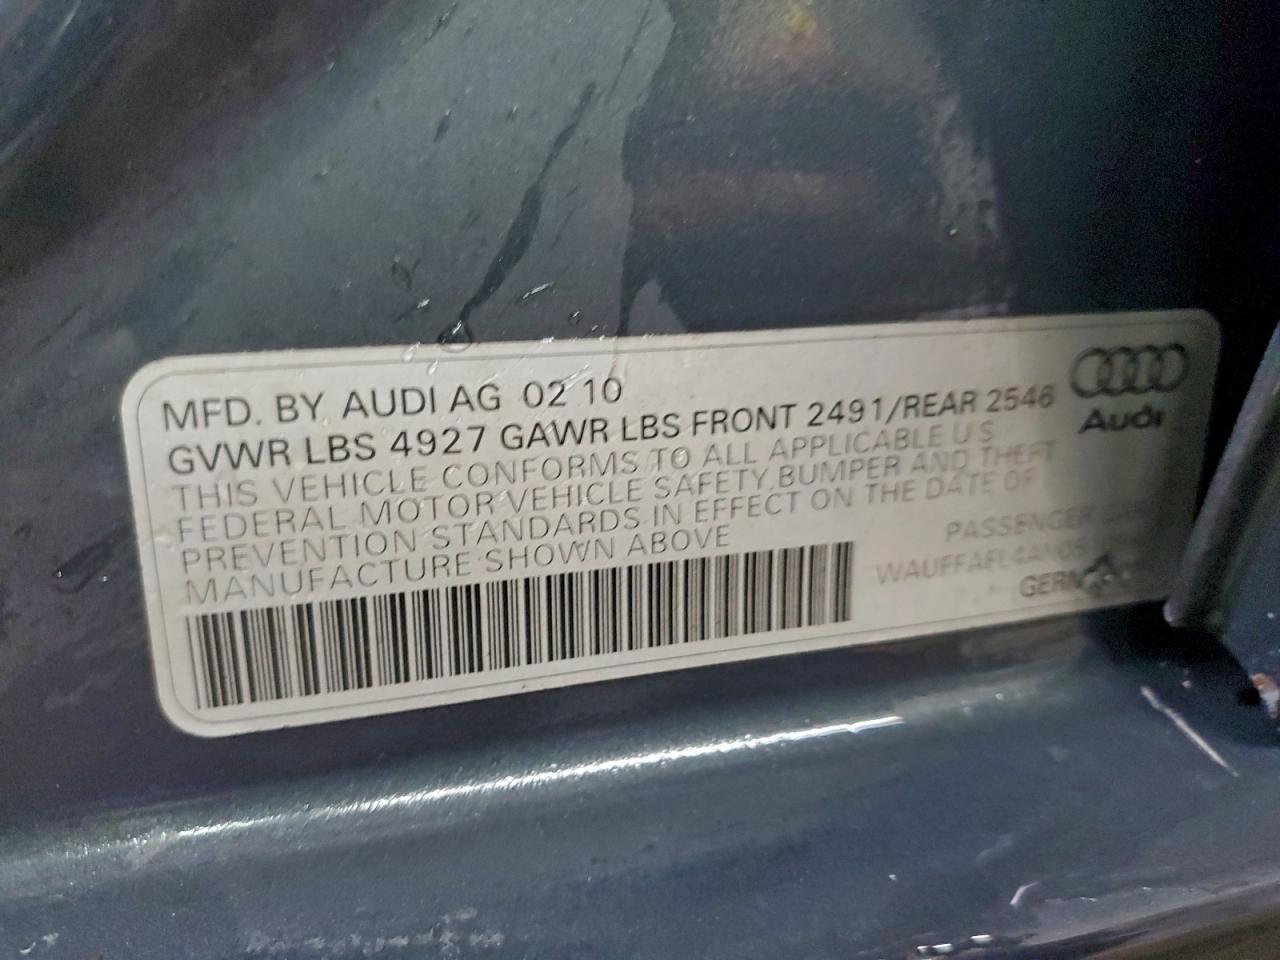 MFD. BY AUDI AG 02 10
GVWR LBS 4927 GAWR LBS FRONT 2491/REAR 2546
THIS VEHICLE CONFORMS TO ALL APPLICABLE U S
FEDERAL MOTOR VEHICLE SAFETY, BUMPER AND THEFT
PREVENTION STANDARDS IN EFFECT ON THE DATE OF
MANUFACTURE SHOWN ABOVE
Audi
PASSENGER